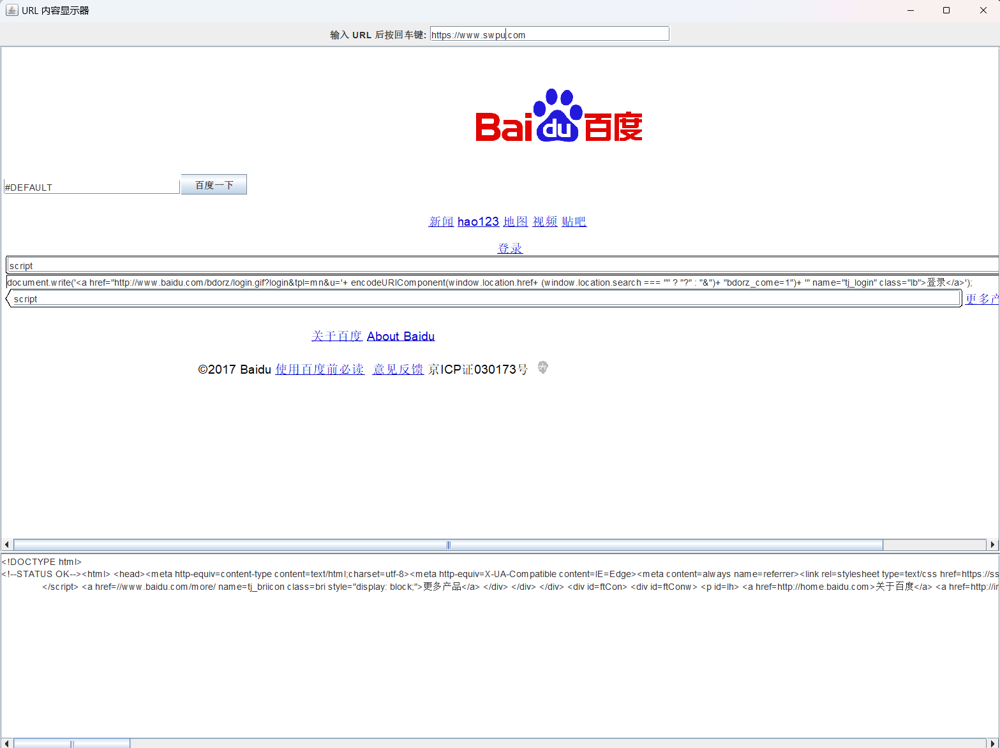 URL 内容显示器
输入 URL 后按回车键: https://www.swpu.com
Bai du 百度
#DEFAULT 百度一下
新闻 hao123 地图 视频 贴吧
登录
script
document.write('<a href="http://www.baidu.com/bdorz/login.gif?login&tpl=mn&u='+ encodeURIComponent(window.location.href+ (window.location.search === "" ? "?" : "&")+ "bdorz_come=1")+ '" name="tj_login" class="lb">登录</a>');
script 更多产
关于百度 About Baidu
©2017 Baidu 使用百度前必读 意见反馈 京ICP证030173号
<!DOCTYPE html>
<!--STATUS OK--><html> <head><meta http-equiv=content-type content=text/html;charset=utf-8><meta http-equiv=X-UA-Compatible content=IE=Edge><meta content=always name=referrer><link rel=stylesheet type=text/css href=https://ss
</script> <a href=//www.baidu.com/more/ name=tj_briicon class=bri style="display: block;">更多产品</a> </div> </div> </div> <div id=ftCon> <div id=ftConw> <p id=lh> <a href=http://home.baidu.com>关于百度</a> <a href=http://ir